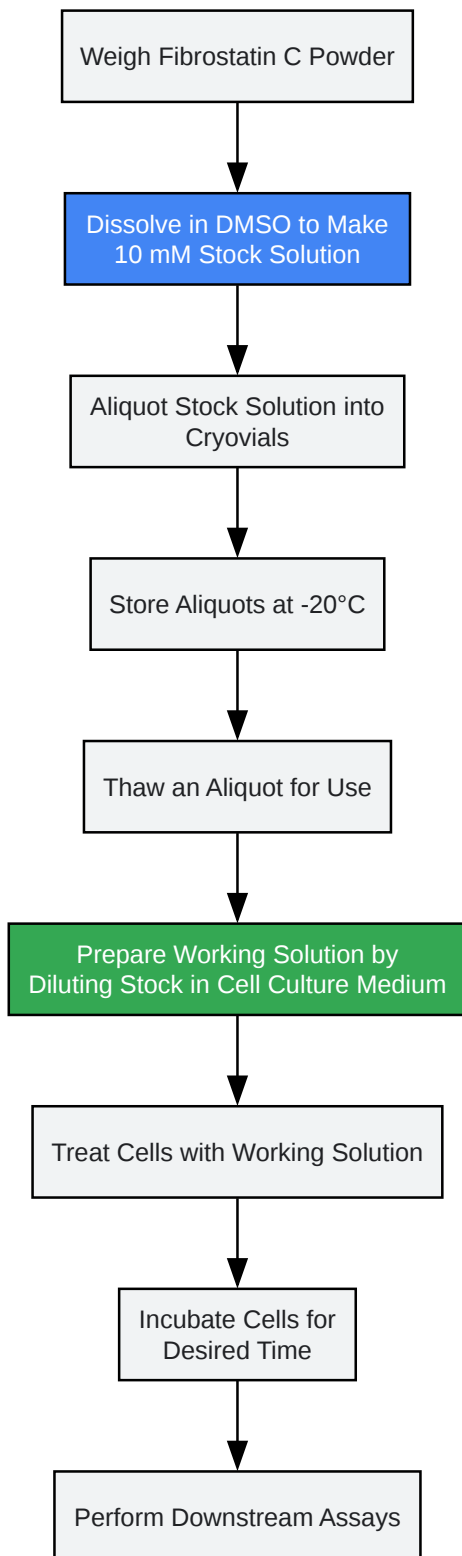 Weigh Fibrostatin C Powder
Dissolve in DMSO to Make
10 mM Stock Solution
Aliquot Stock Solution into
Cryovials
Store Aliquots at -20°C
Thaw an Aliquot for Use
Prepare Working Solution by
Diluting Stock in Cell Culture Medium
Treat Cells with Working Solution
Incubate Cells for
Desired Time
Perform Downstream Assays